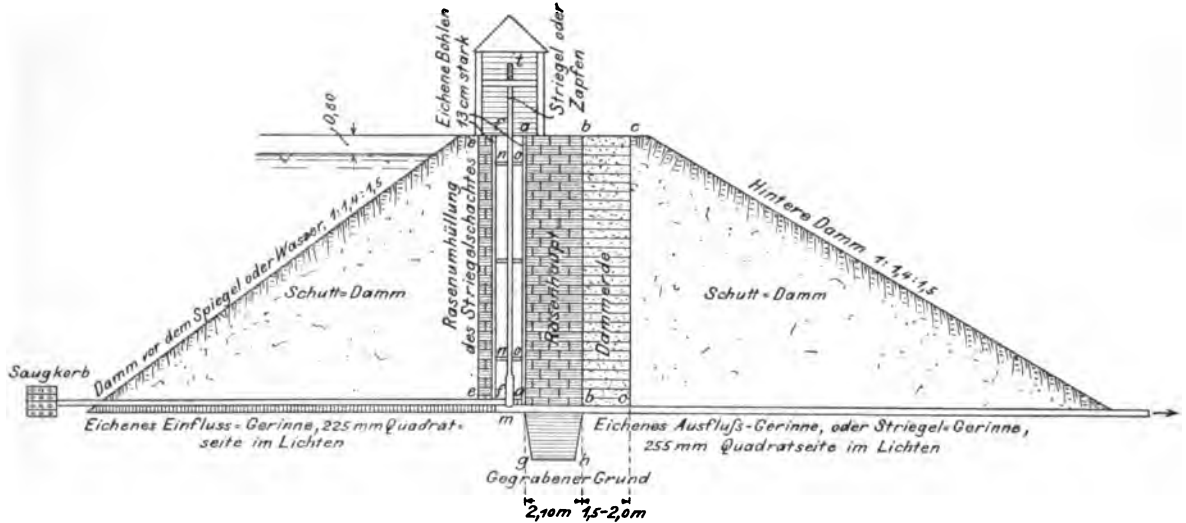 t
Eichene Bohlen
13 cm stark
Striegel oder
Zapfen
0,80
f a b c
e
n o
Damm vor dem Spiegel oder Wasser, 1:1,4:1,5
Rasenumhüllung
des Striegelschachtes
Rasenhaupt
Dammerde
Hintere Damm 1:1,4:1,5
Schutt=Damm
Schutt=Damm
n o
Saugkorb
e f a b c
m
Eichenes Einfluss=Gerinne, 225 mm Quadrat=
seite im Lichten
Eichenes Ausfluß-Gerinne, oder Striegel=Gerinne,
255 mm Quadratseite im Lichten
g h
Gegrabener Grund
2,10m 1,5-2,0m